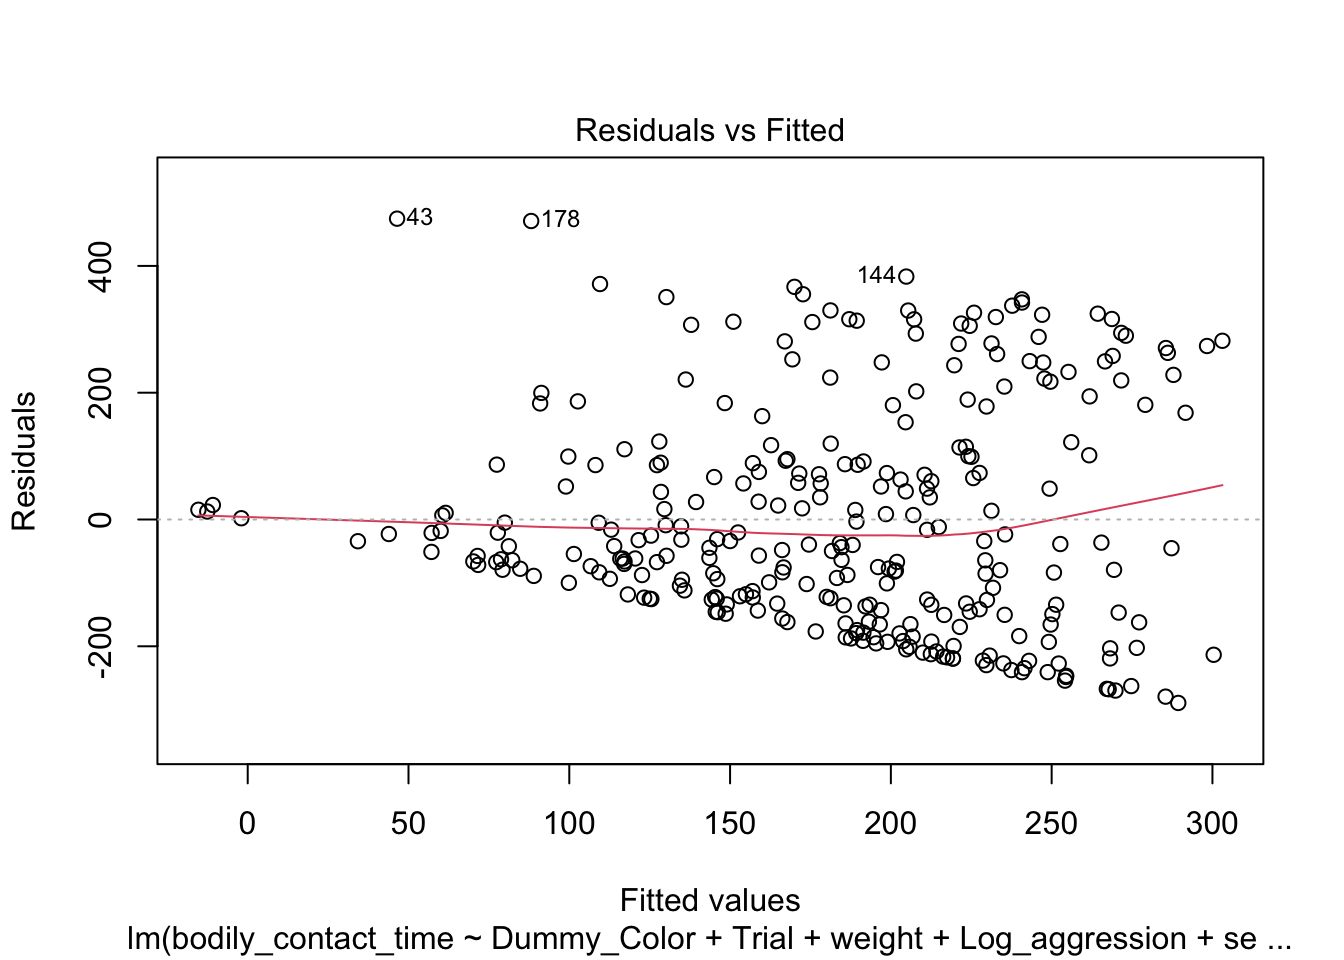 Residuals vs Fitted
43
178
144
400
200
0
-200
Residuals
0 50 100 150 200 250 300
Fitted values
lm(bodily_contact_time ~ Dummy_Color + Trial + weight + Log_aggression + se ...